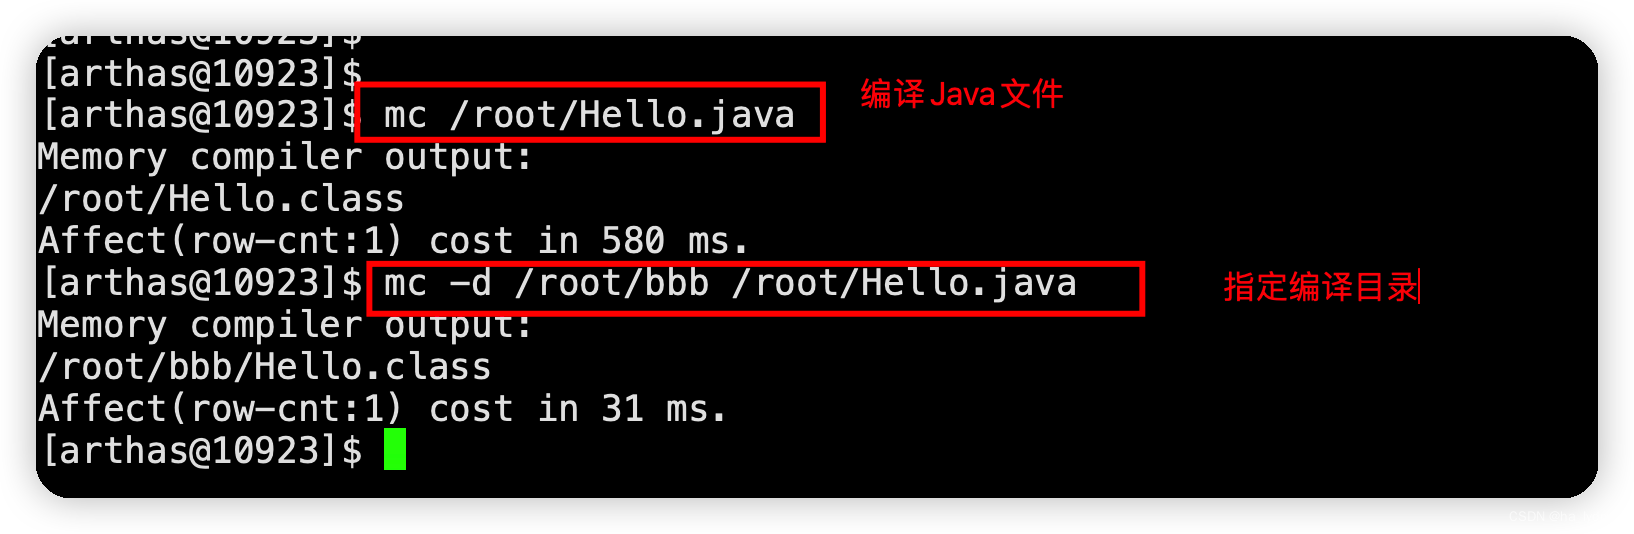 [arthas@10923]$
[arthas@10923]$
[arthas@10923]$ mc /root/Hello.java
编译Java文件
Memory compiler output:
/root/Hello.class
Affect(row-cnt:1) cost in 580 ms.
[arthas@10923]$ mc -d /root/bbb /root/Hello.java
指定编译目录
Memory compiler output:
/root/bbb/Hello.class
Affect(row-cnt:1) cost in 31 ms.
[arthas@10923]$